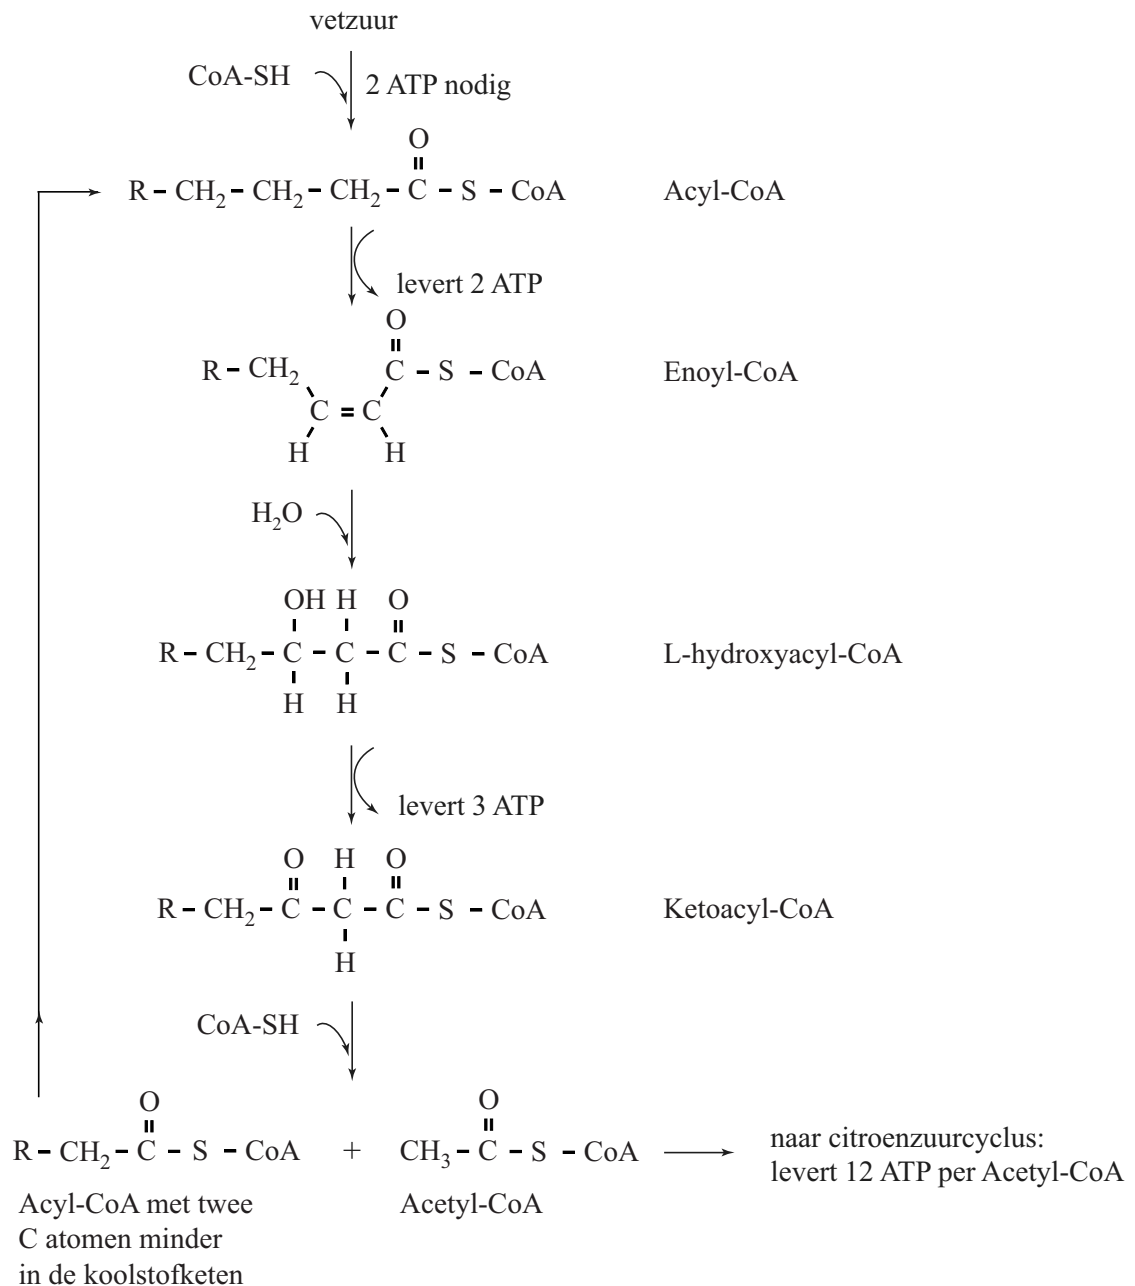 vetzuur
CoA-SH
2 ATP nodig
O
R – CH₂ – CH₂ – CH₂ – C – S – CoA
Acyl-CoA
levert 2 ATP
O
R – CH₂ C – S – CoA
Enoyl-CoA
C = C
H H
H₂O
OH H O
R – CH₂ – C – C – C – S – CoA
L-hydroxyacyl-CoA
H H
levert 3 ATP
O H O
R – CH₂ – C – C – C – S – CoA
Ketoacyl-CoA
H
CoA-SH
O O
R – CH₂ – C – S – CoA + CH₃ – C – S – CoA
naar citroenzuurcyclus:
levert 12 ATP per Acetyl-CoA
Acyl-CoA met twee
C atomen minder
in de koolstofketen
Acetyl-CoA